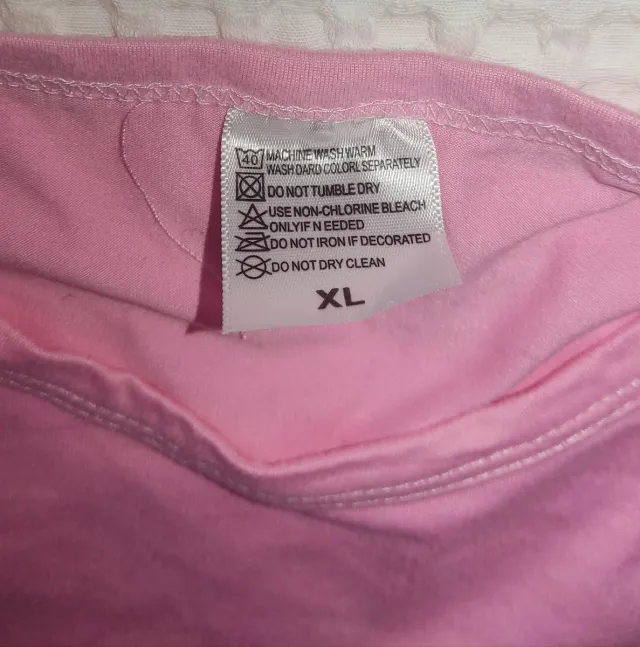 40 MACHINE WASH WARM
WASH DARD COLORL SEPARATELY
DO NOT TUMBLE DRY
USE NON-CHLORINE BLEACH
ONLYIF N EEDED
DO NOT IRON IF DECORATED
DO NOT DRY CLEAN
XL